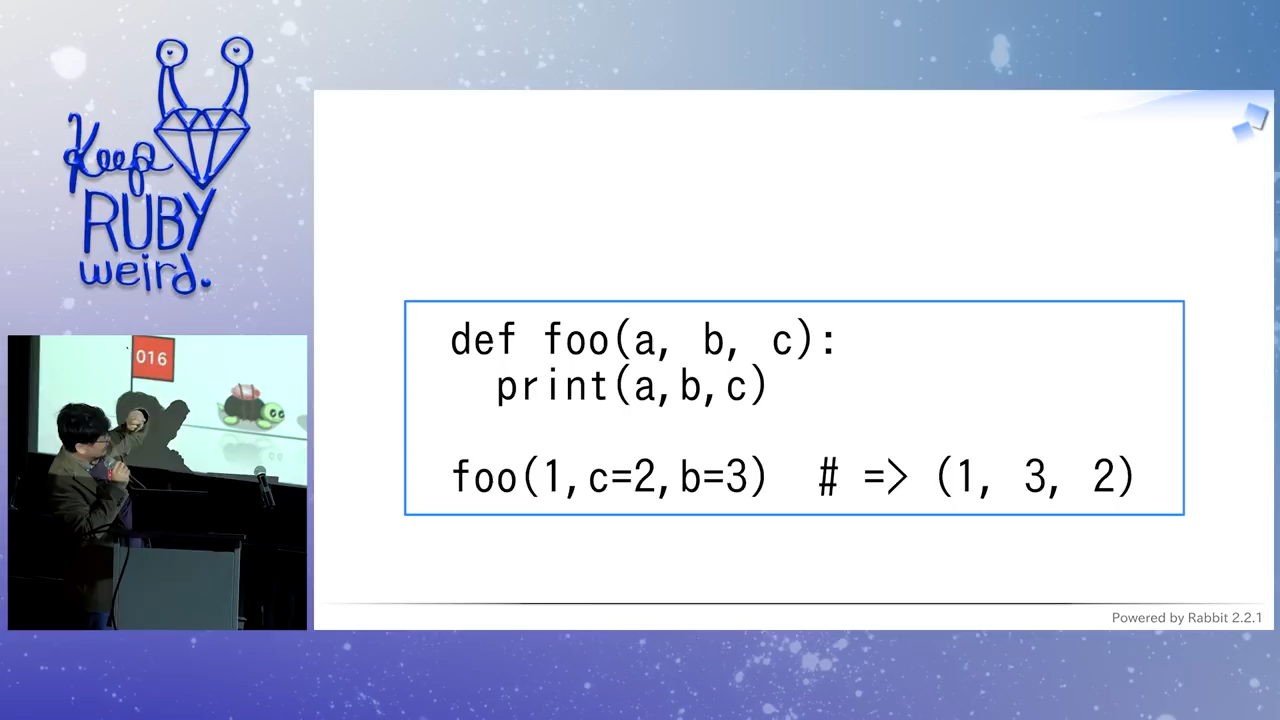 Keep
RUBY
weird.
016
def foo(a, b, c):
  print(a,b,c)
foo(1,c=2,b=3)  # => (1, 3, 2)
Powered by Rabbit 2.2.1